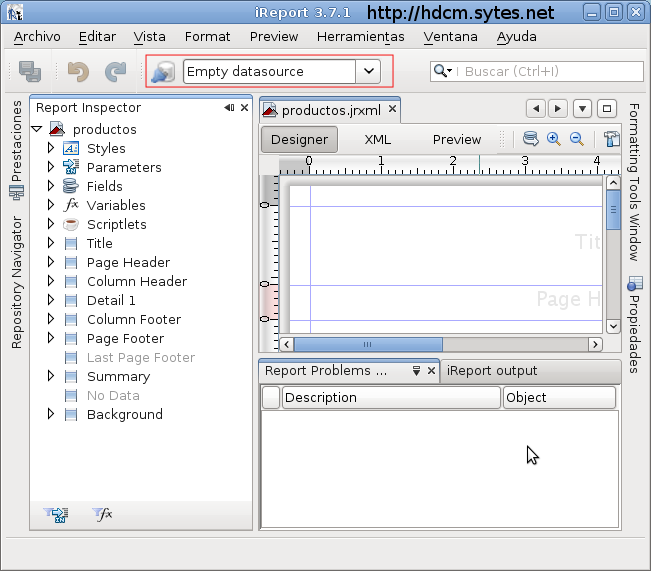 iReport 3.7.1 http://hdcm.sytes.net
Archivo Editar Vista Format Preview Herramientas Ventana Ayuda
Empty datasource
Buscar (Ctrl+I)
Prestaciones
Repository Navigator
Report Inspector
productos
Styles
Parameters
Fields
Variables
Scriptlets
Title
Page Header
Column Header
Detail 1
Column Footer
Page Footer
Last Page Footer
Summary
No Data
Background
productos.jrxml
Designer XML Preview
0 1 2 3 4
Tit
Page H
Report Problems ... iReport output
Description Object
Formatting Tools Window
Propiedades